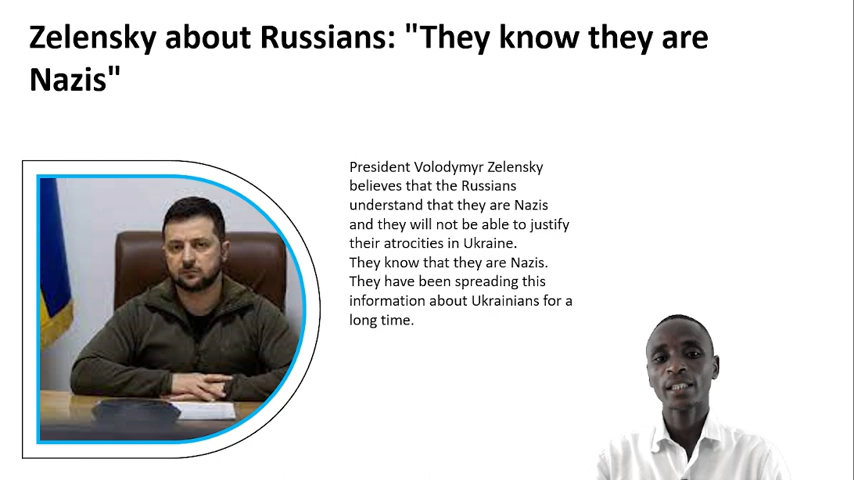 Zelensky about Russians: "They know they are
Nazis"
President Volodymyr Zelensky
believes that the Russians
understand that they are Nazis
and they will not be able to justify
their atrocities in Ukraine.
They know that they are Nazis.
They have been spreading this
information about Ukrainians for a
long time.